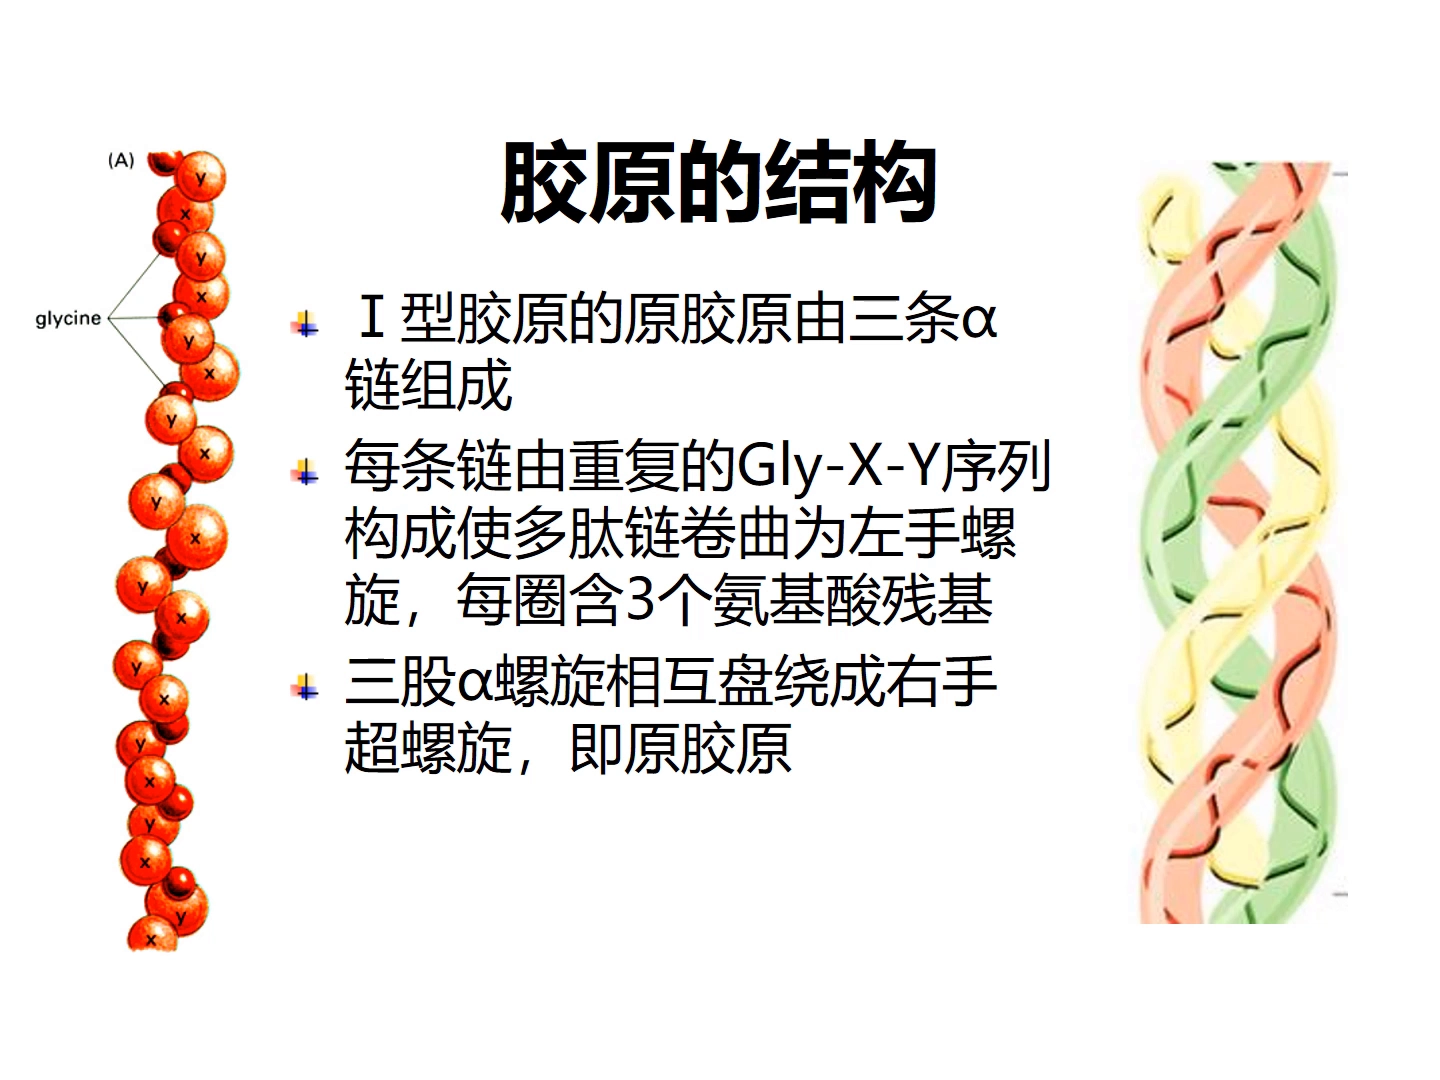 胶原的结构
Ⅰ型胶原的原胶原由三条α
链组成
每条链由重复的Gly-X-Y序列
构成使多肽链卷曲为左手螺
旋，每圈含3个氨基酸残基
三股α螺旋相互盘绕成右手
超螺旋，即原胶原
(A)
y
x
y
x
glycine
y
x
y
x
y
x
y
x
y
x
y
x
y
x
y
x